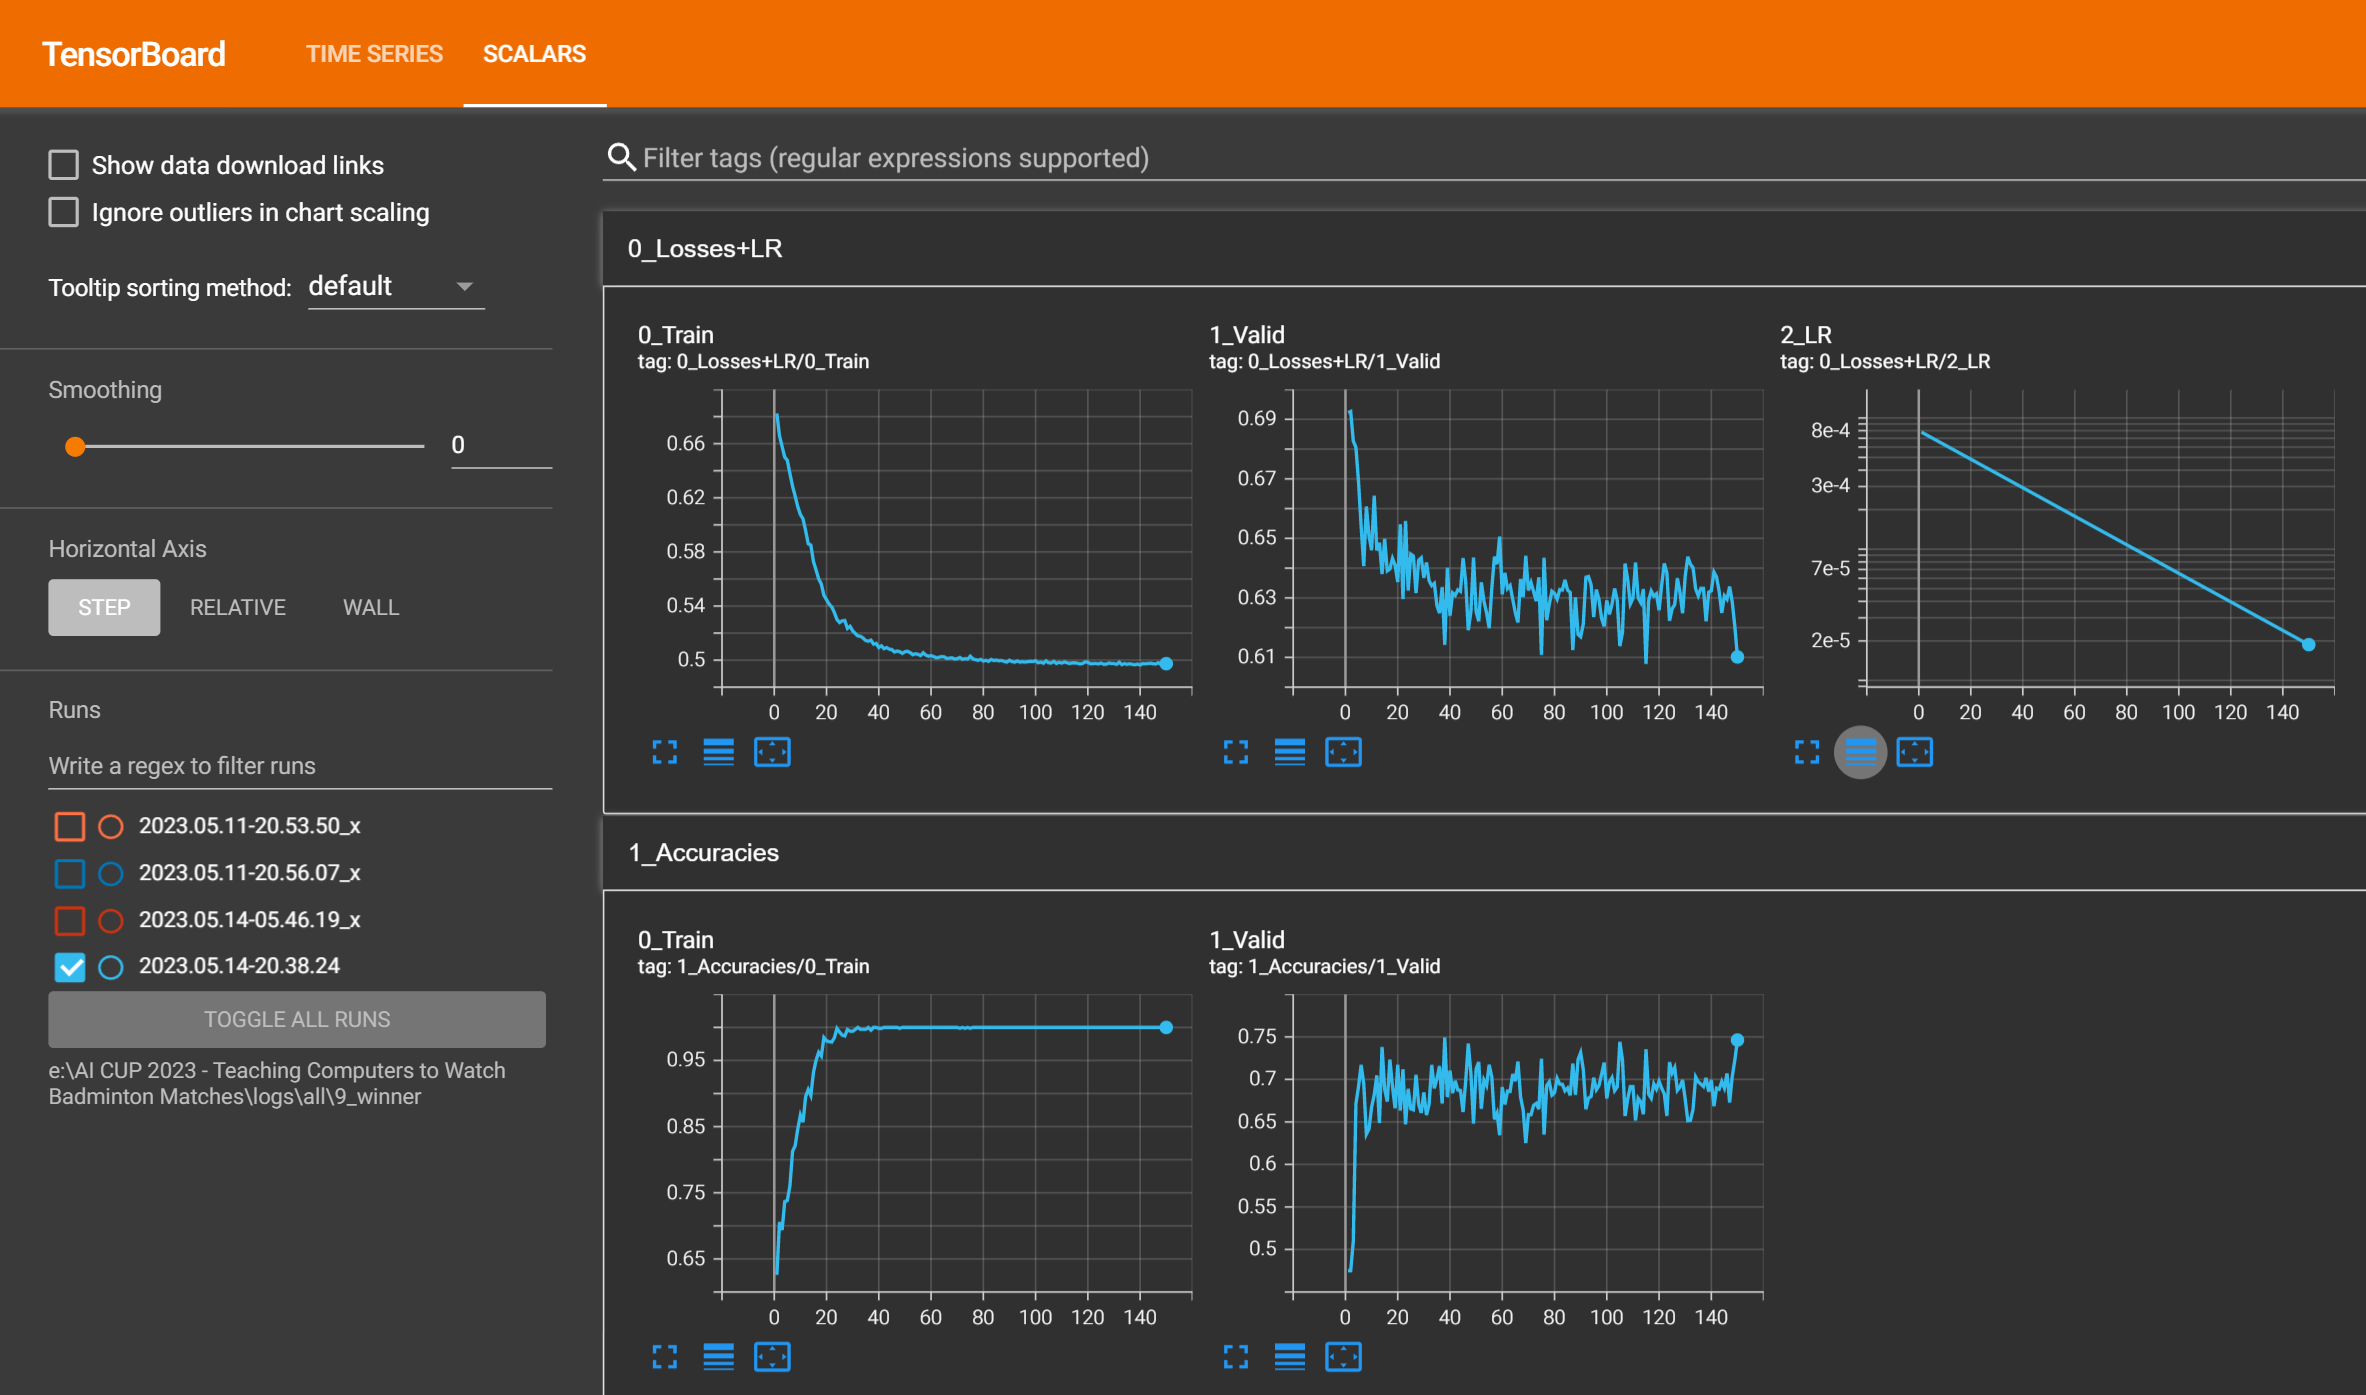 TensorBoard
TIME SERIES
SCALARS
Show data download links
Ignore outliers in chart scaling
Tooltip sorting method: default
Smoothing
0
Horizontal Axis
STEP
RELATIVE
WALL
Runs
Write a regex to filter runs
2023.05.11-20.53.50_x
2023.05.11-20.56.07_x
2023.05.14-05.46.19_x
2023.05.14-20.38.24
TOGGLE ALL RUNS
e:\AI CUP 2023 - Teaching Computers to Watch
Badminton Matches\logs\all\9_winner
Filter tags (regular expressions supported)
0_Losses+LR
0_Train
tag: 0_Losses+LR/0_Train
0.66
0.62
0.58
0.54
0.5
0 20 40 60 80 100 120 140
1_Valid
tag: 0_Losses+LR/1_Valid
0.69
0.67
0.65
0.63
0.61
0 20 40 60 80 100 120 140
2_LR
tag: 0_Losses+LR/2_LR
8e-4
3e-4
7e-5
2e-5
0 20 40 60 80 100 120 140
1_Accuracies
0_Train
tag: 1_Accuracies/0_Train
0.95
0.85
0.75
0.65
0 20 40 60 80 100 120 140
1_Valid
tag: 1_Accuracies/1_Valid
0.75
0.7
0.65
0.6
0.55
0.5
0 20 40 60 80 100 120 140